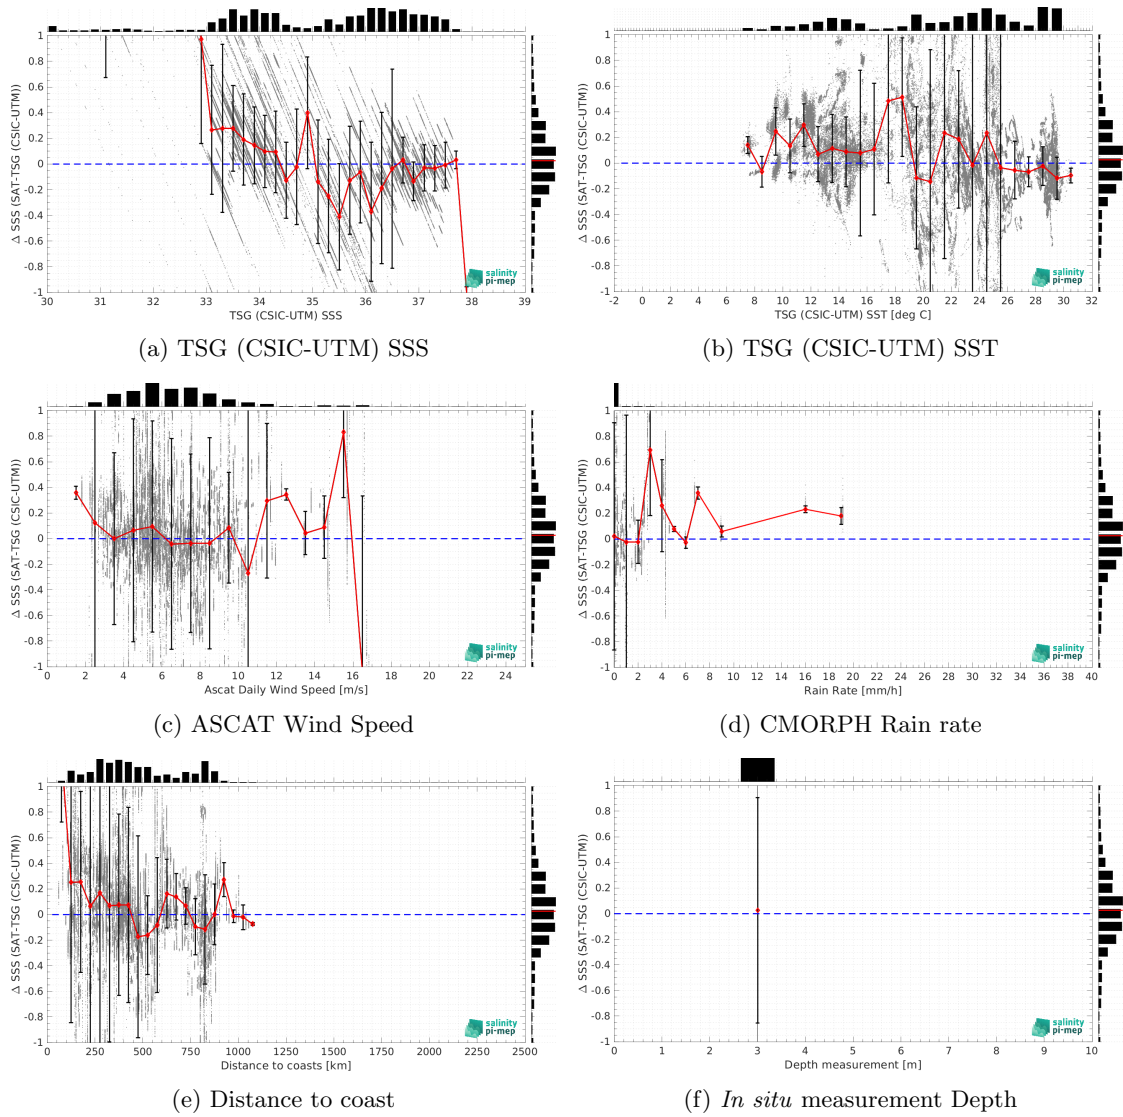 Δ SSS (SAT-TSG (CSIC-UTM))
1
0.8
0.6
0.4
0.2
0
-0.2
-0.4
-0.6
-0.8
-1
30 31 32 33 34 35 36 37 38 39
TSG (CSIC-UTM) SSS
salinity
pi-mep
(a) TSG (CSIC-UTM) SSS
Δ SSS (SAT-TSG (CSIC-UTM))
1
0.8
0.6
0.4
0.2
0
-0.2
-0.4
-0.6
-0.8
-1
-2 0 2 4 6 8 10 12 14 16 18 20 22 24 26 28 30 32
TSG (CSIC-UTM) SST [deg C]
salinity
pi-mep
(b) TSG (CSIC-UTM) SST
Δ SSS (SAT-TSG (CSIC-UTM))
1
0.8
0.6
0.4
0.2
0
-0.2
-0.4
-0.6
-0.8
-1
0 2 4 6 8 10 12 14 16 18 20 22 24
Ascat Daily Wind Speed [m/s]
salinity
pi-mep
(c) ASCAT Wind Speed
Δ SSS (SAT-TSG (CSIC-UTM))
1
0.8
0.6
0.4
0.2
0
-0.2
-0.4
-0.6
-0.8
-1
0 2 4 6 8 10 12 14 16 18 20 22 24 26 28 30 32 34 36 38 40
Rain Rate [mm/h]
salinity
pi-mep
(d) CMORPH Rain rate
Δ SSS (SAT-TSG (CSIC-UTM))
1
0.8
0.6
0.4
0.2
0
-0.2
-0.4
-0.6
-0.8
-1
0 250 500 750 1000 1250 1500 1750 2000 2250 2500
Distance to coasts [km]
salinity
pi-mep
(e) Distance to coast
Δ SSS (SAT-TSG (CSIC-UTM))
1
0.8
0.6
0.4
0.2
0
-0.2
-0.4
-0.6
-0.8
-1
0 1 2 3 4 5 6 7 8 9 10
Depth measurement [m]
salinity
pi-mep
(f) In situ measurement Depth